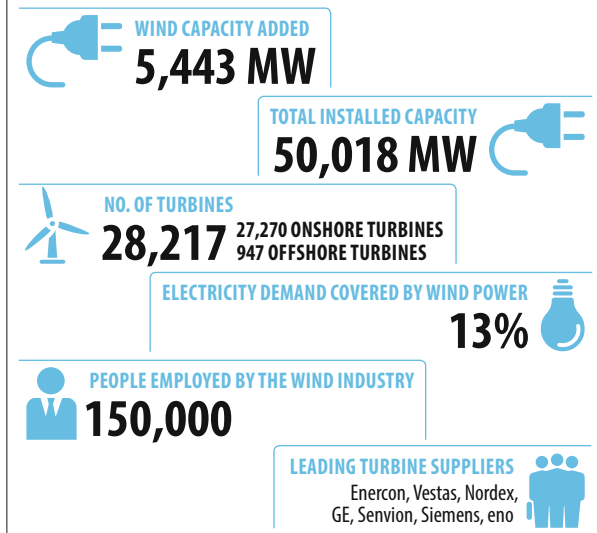 WIND CAPACITY ADDED
5,443 MW
TOTAL INSTALLED CAPACITY
50,018 MW
NO. OF TURBINES
28,217
27,270 ONSHORE TURBINES
947 OFFSHORE TURBINES
ELECTRICITY DEMAND COVERED BY WIND POWER
13%
PEOPLE EMPLOYED BY THE WIND INDUSTRY
150,000
LEADING TURBINE SUPPLIERS
Enercon, Vestas, Nordex,
GE, Senvion, Siemens, eno